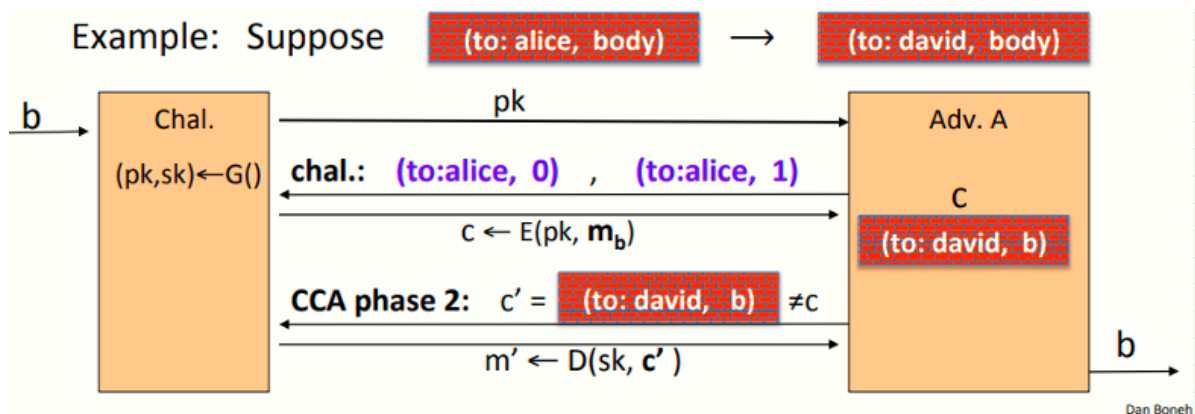 Example: Suppose (to: alice, body) → (to: david, body)
b
Chal.
pk
Adv. A
(pk,sk)←G()
chal.: (to:alice, 0) , (to:alice, 1)
c ← E(pk, m_b)
C
(to: david, b)
CCA phase 2: c' = (to: david, b) ≠c
m' ← D(sk, c' )
b
Dan Boneh